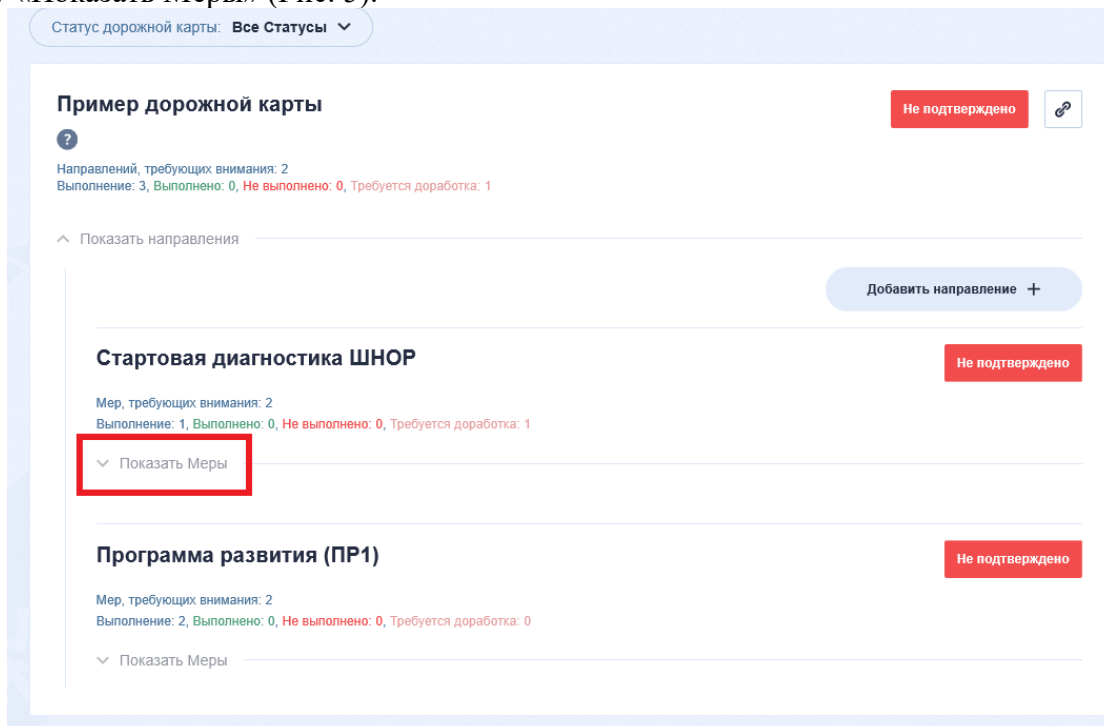 «Показать Меры» (Рис. 3).
Статус дорожной карты: Все Статусы
Пример дорожной карты
Не подтверждено
?
Направлений, требующих внимания: 2
Выполнение: 3, Выполнено: 0, Не выполнено: 0, Требуется доработка: 1
Показать направления
Добавить направление +
Стартовая диагностика ШНОР
Не подтверждено
Мер, требующих внимания: 2
Выполнение: 1, Выполнено: 0, Не выполнено: 0, Требуется доработка: 1
Показать Меры
Программа развития (ПР1)
Не подтверждено
Мер, требующих внимания: 2
Выполнение: 2, Выполнено: 0, Не выполнено: 0, Требуется доработка: 0
Показать Меры